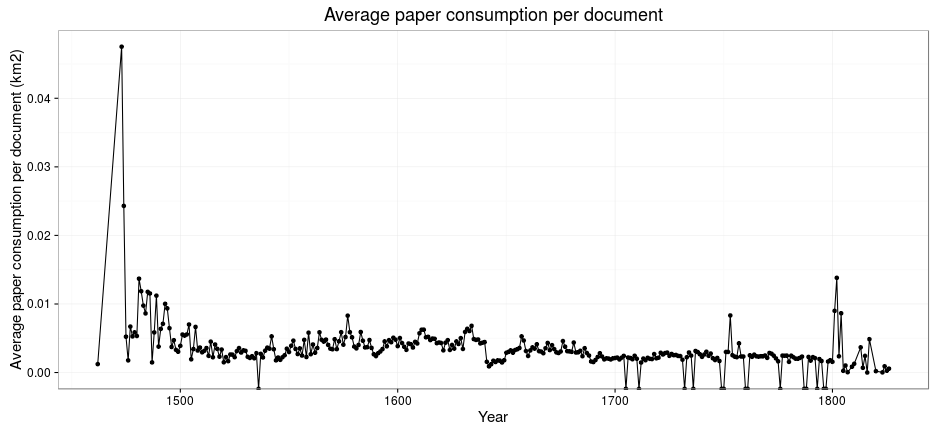 Average paper consumption per document
Average paper consumption per document (km2)
0.04
0.03
0.02
0.01
0.00
1500 1600 1700 1800
Year